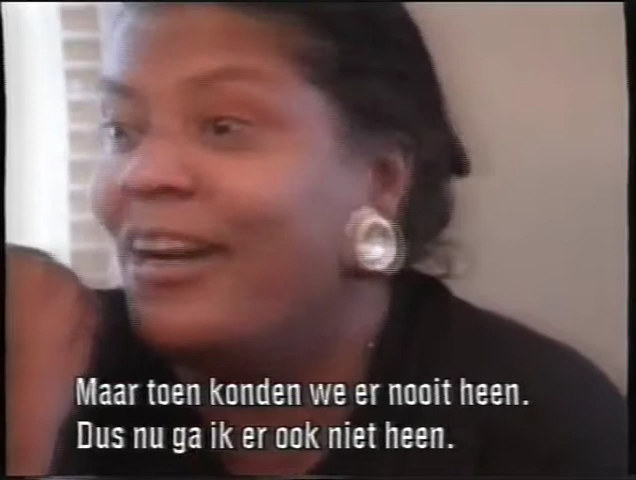 Maar toen konden we er nooit heen.
Dus nu ga ik er ook niet heen.